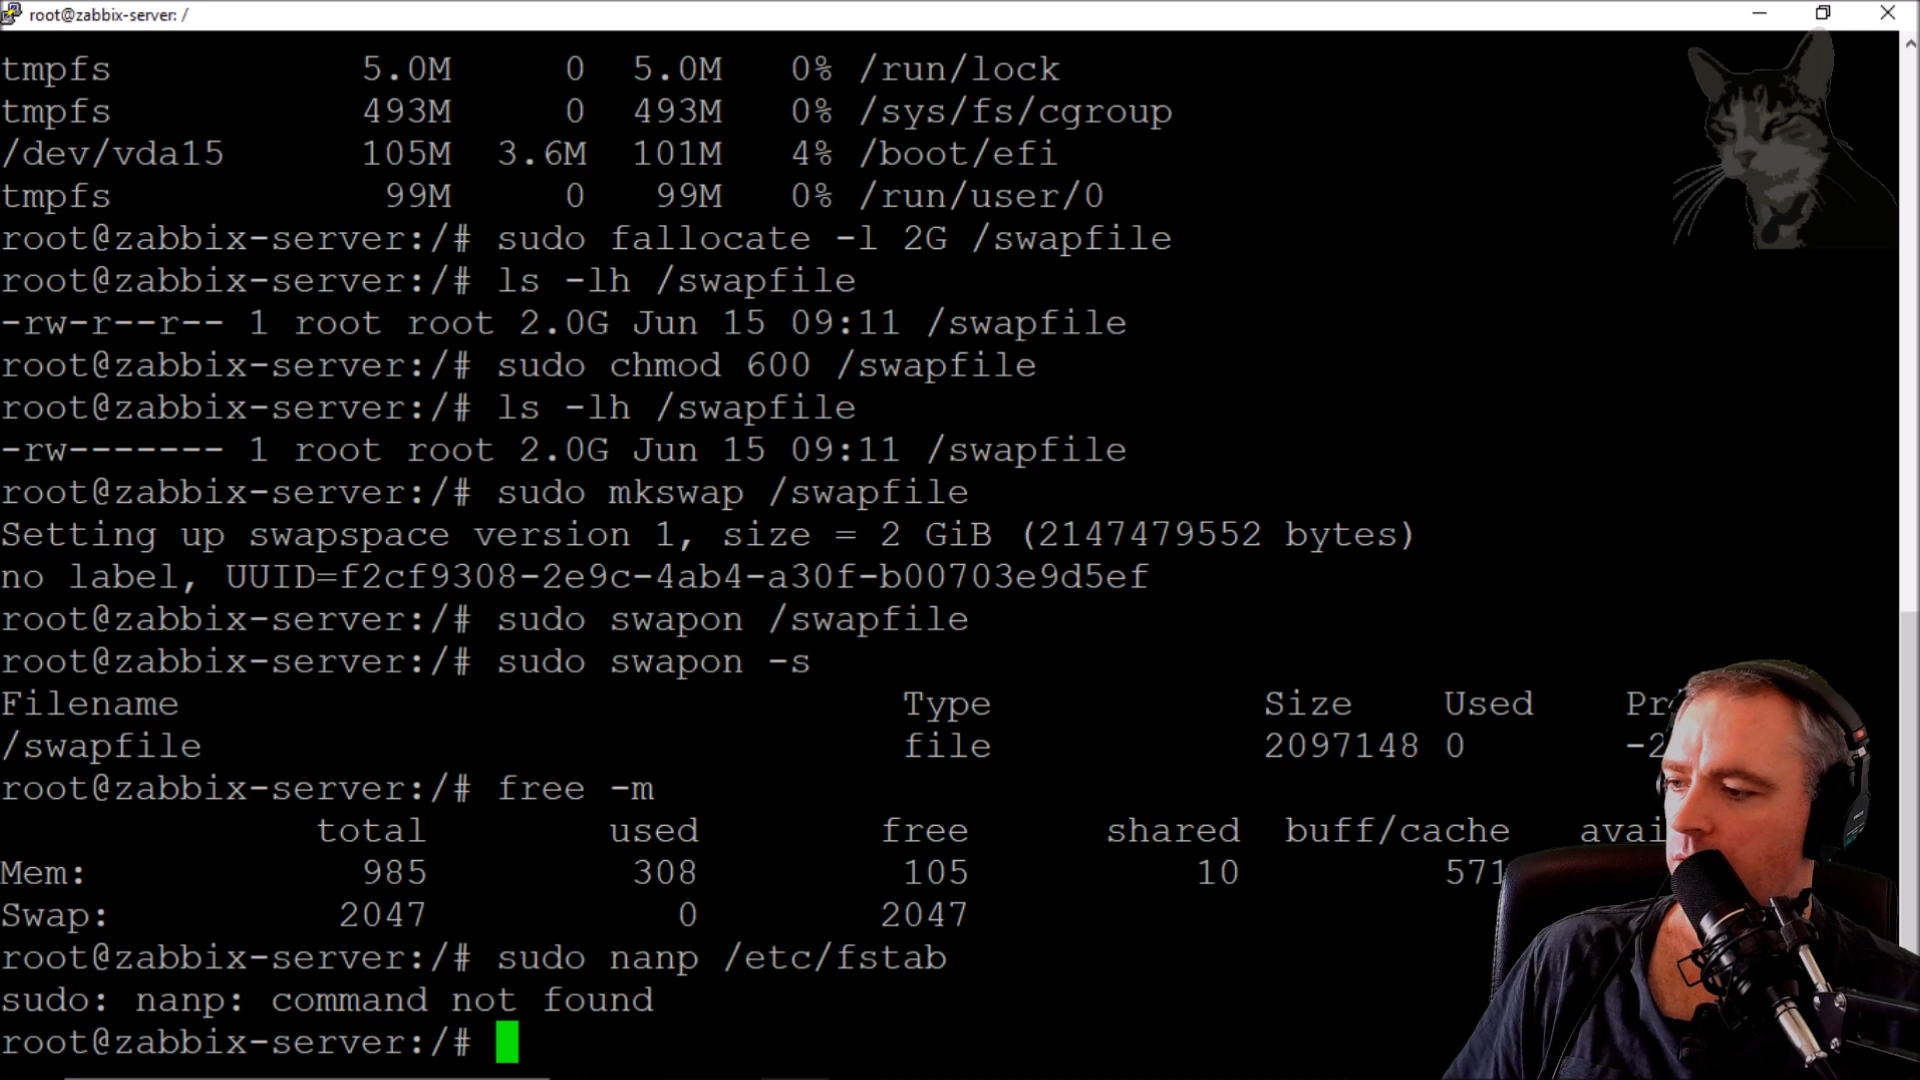 root@zabbix-server: /
tmpfs 5.0M 0 5.0M 0% /run/lock
tmpfs 493M 0 493M 0% /sys/fs/cgroup
/dev/vda15 105M 3.6M 101M 4% /boot/efi
tmpfs 99M 0 99M 0% /run/user/0
root@zabbix-server:/# sudo fallocate -l 2G /swapfile
root@zabbix-server:/# ls -lh /swapfile
-rw-r--r-- 1 root root 2.0G Jun 15 09:11 /swapfile
root@zabbix-server:/# sudo chmod 600 /swapfile
root@zabbix-server:/# ls -lh /swapfile
-rw------- 1 root root 2.0G Jun 15 09:11 /swapfile
root@zabbix-server:/# sudo mkswap /swapfile
Setting up swapspace version 1, size = 2 GiB (2147479552 bytes)
no label, UUID=f2cf9308-2e9c-4ab4-a30f-b00703e9d5ef
root@zabbix-server:/# sudo swapon /swapfile
root@zabbix-server:/# sudo swapon -s
Filename Type Size Used
/swapfile file 2097148 0 -2
root@zabbix-server:/# free -m
total used free shared buff/cache
Mem: 985 308 105 10 571
Swap: 2047 0 2047
root@zabbix-server:/# sudo nanp /etc/fstab
sudo: nanp: command not found
root@zabbix-server:/#